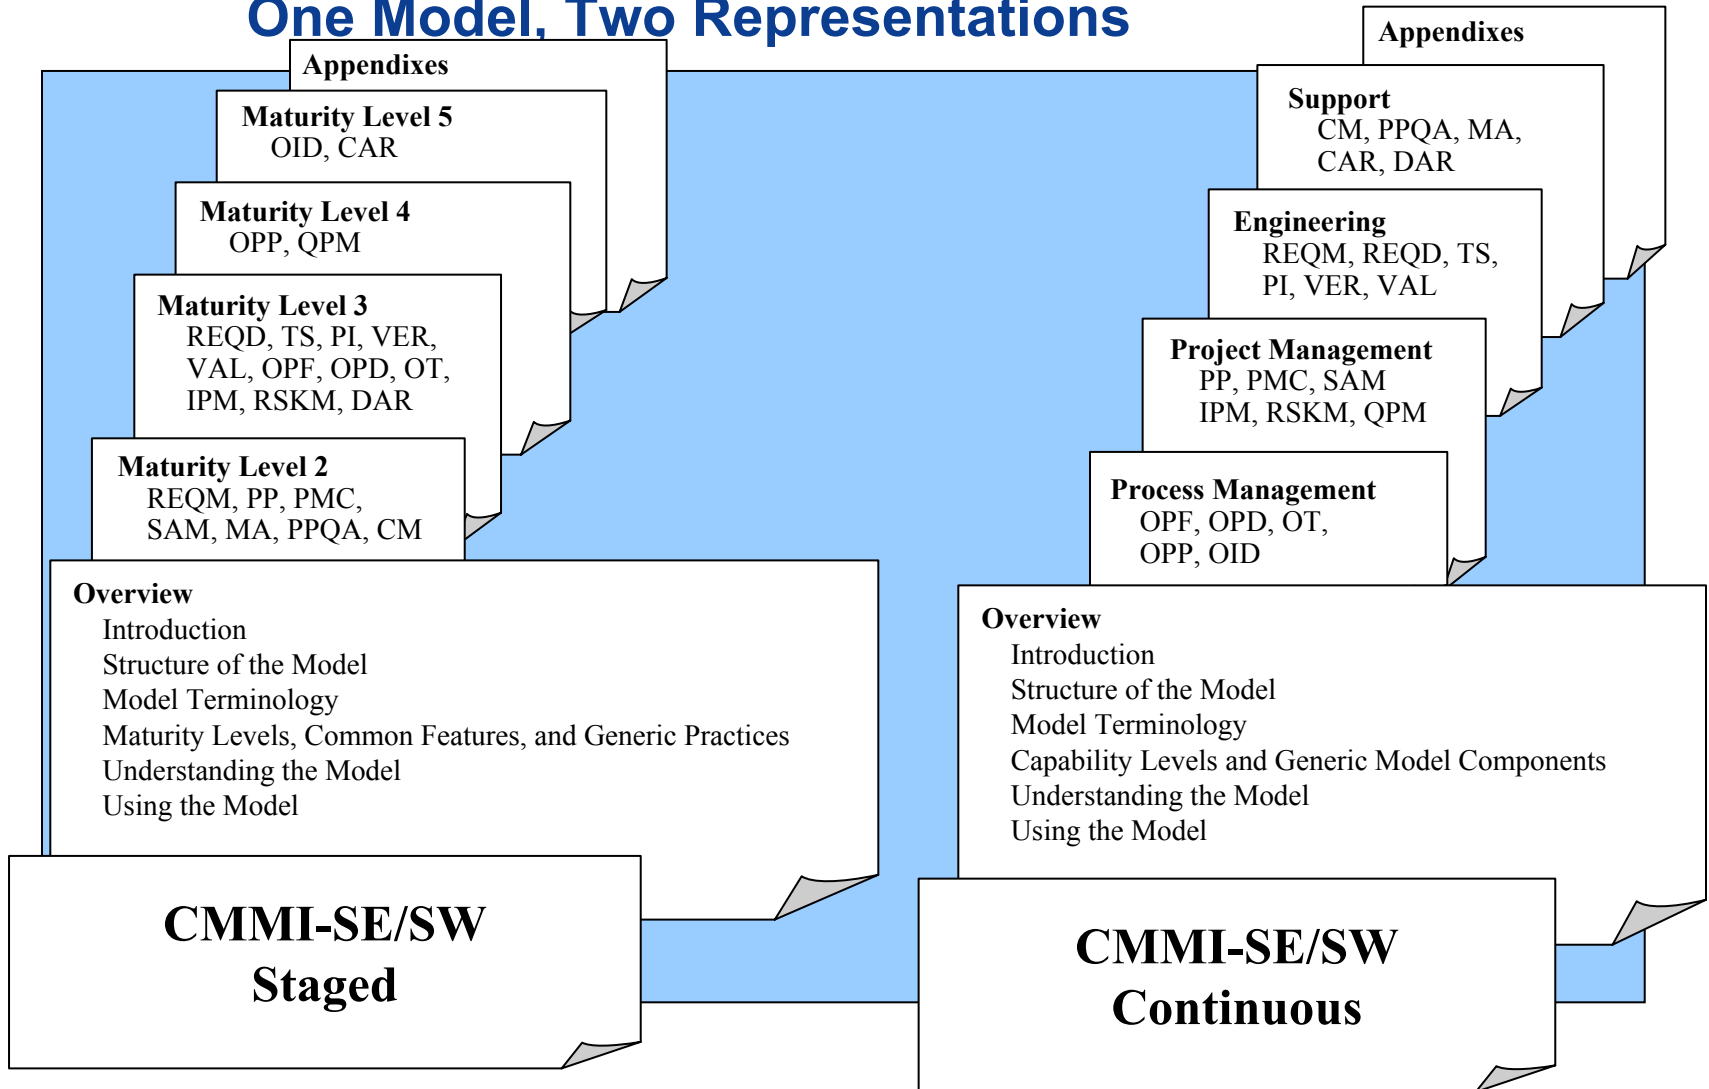 One Model, Two Representations
Appendixes
Maturity Level 5
OID, CAR
Maturity Level 4
OPP, QPM
Maturity Level 3
REQD, TS, PI, VER,
VAL, OPF, OPD, OT,
IPM, RSKM, DAR
Maturity Level 2
REQM, PP, PMC,
SAM, MA, PPQA, CM
Overview
Introduction
Structure of the Model
Model Terminology
Maturity Levels, Common Features, and Generic Practices
Understanding the Model
Using the Model
CMMI-SE/SW
Staged
Appendixes
Support
CM, PPQA, MA,
CAR, DAR
Engineering
REQM, REQD, TS,
PI, VER, VAL
Project Management
PP, PMC, SAM
IPM, RSKM, QPM
Process Management
OPF, OPD, OT,
OPP, OID
Overview
Introduction
Structure of the Model
Model Terminology
Capability Levels and Generic Model Components
Understanding the Model
Using the Model
CMMI-SE/SW
Continuous